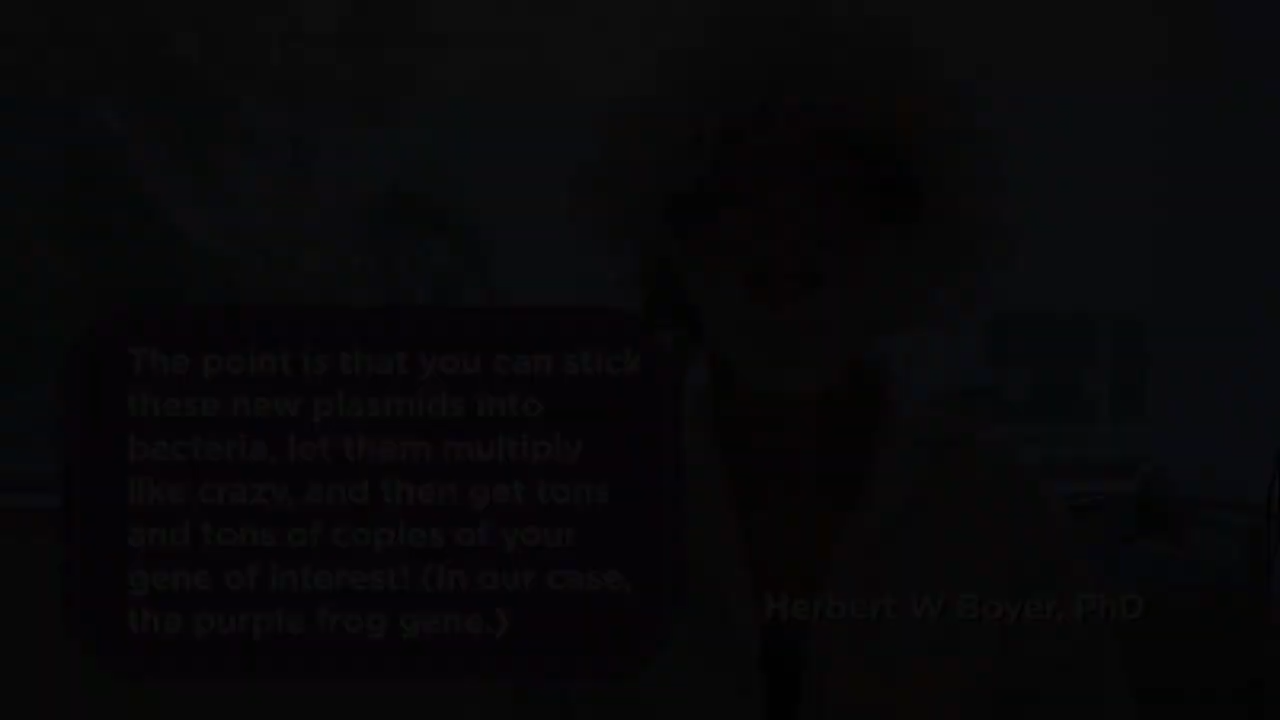 The point is that you can stick
these new plasmids into
bacteria, let them multiply
like crazy, and then get tons
and tons of copies of your
gene of interest! (In our case,
the purple frog gene.)
Herbert W Boyer, PhD